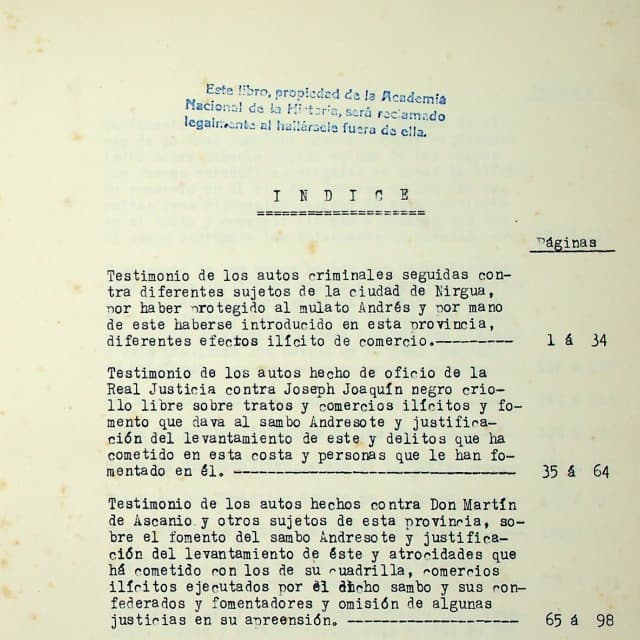 Este libro, propiedad de la Academia
Nacional de la Historia, será reclamado
legalmente al hallársele fuera de ella.
I N D I C E
====================
Páginas
Testimonio de los autos criminales seguidas con-
tra diferentes sujetos de la ciudad de Nirgua,
por haber protegido al mulato Andrés y por mano
de este haberse introducido en esta provincia,
diferentes efectos ilícito de comercio.--------- 1 á 34
Testimonio de los autos hecho de oficio de la
Real Justicia contra Joseph Joaquín negro crio-
llo libre sobre tratos y comercios ilícitos y fo-
mento que dava al sambo Andresote y justifica-
ción del levantamiento de este y delitos que ha
cometido en esta costa y personas que le han fo-
mentado en él. --------------------------------- 35 á 64
Testimonio de los autos hechos contra Don Martín
de Ascanio y otros sujetos de esta provincia, so-
bre el fomento del sambo Andresote y justifica-
ción del levantamiento de éste y atrocidades que
há cometido con los de su cuadrilla, comercios
ilícitos ejecutados por él dicho sambo y sus con-
federados y fomentadores y omisión de algunas
justicias en su apreensión. -------------------- 65 á 98